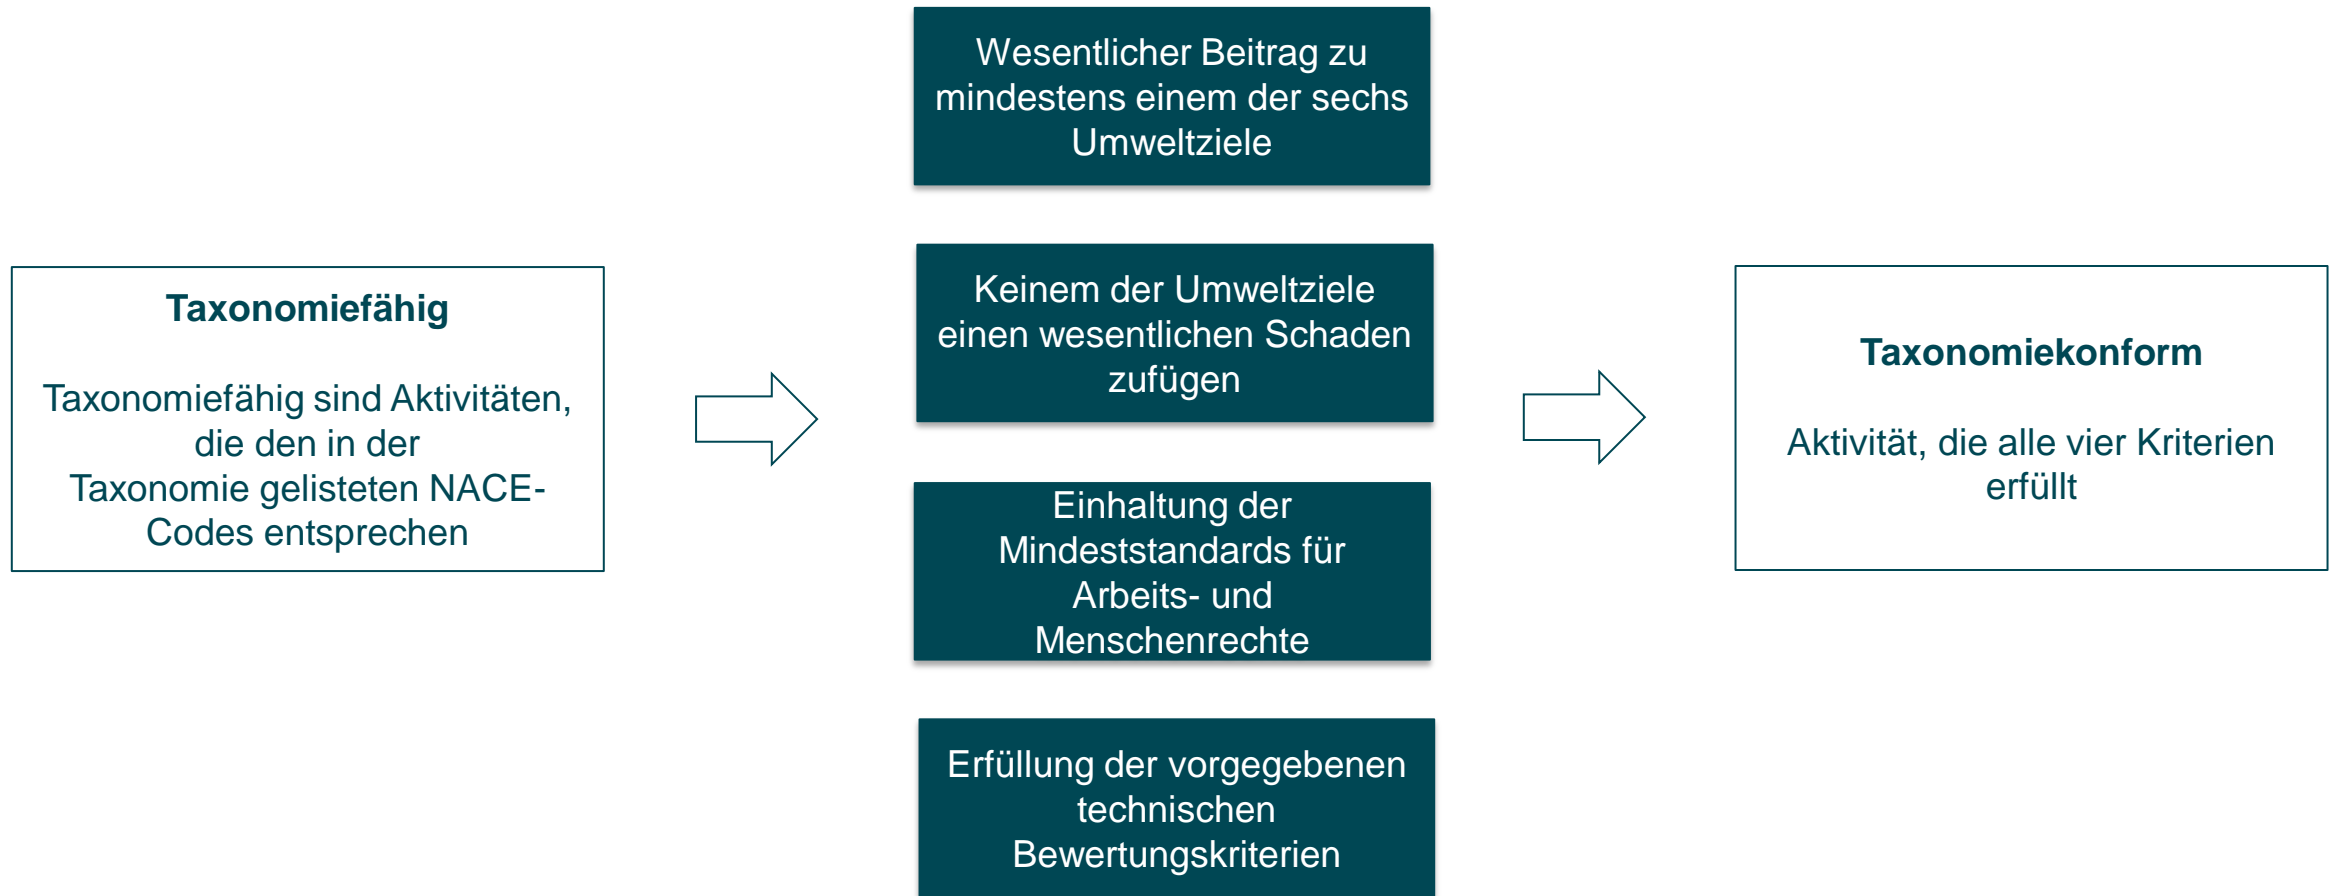 Taxonomiefähig
Taxonomiefähig sind Aktivitäten,
die den in der
Taxonomie gelisteten NACE-
Codes entsprechen
Wesentlicher Beitrag zu
mindestens einem der sechs
Umweltziele
Keinem der Umweltziele
einen wesentlichen Schaden
zufügen
Einhaltung der
Mindeststandards für
Arbeits- und
Menschenrechte
Erfüllung der vorgegebenen
technischen
Bewertungskriterien
Taxonomiekonform
Aktivität, die alle vier Kriterien
erfüllt